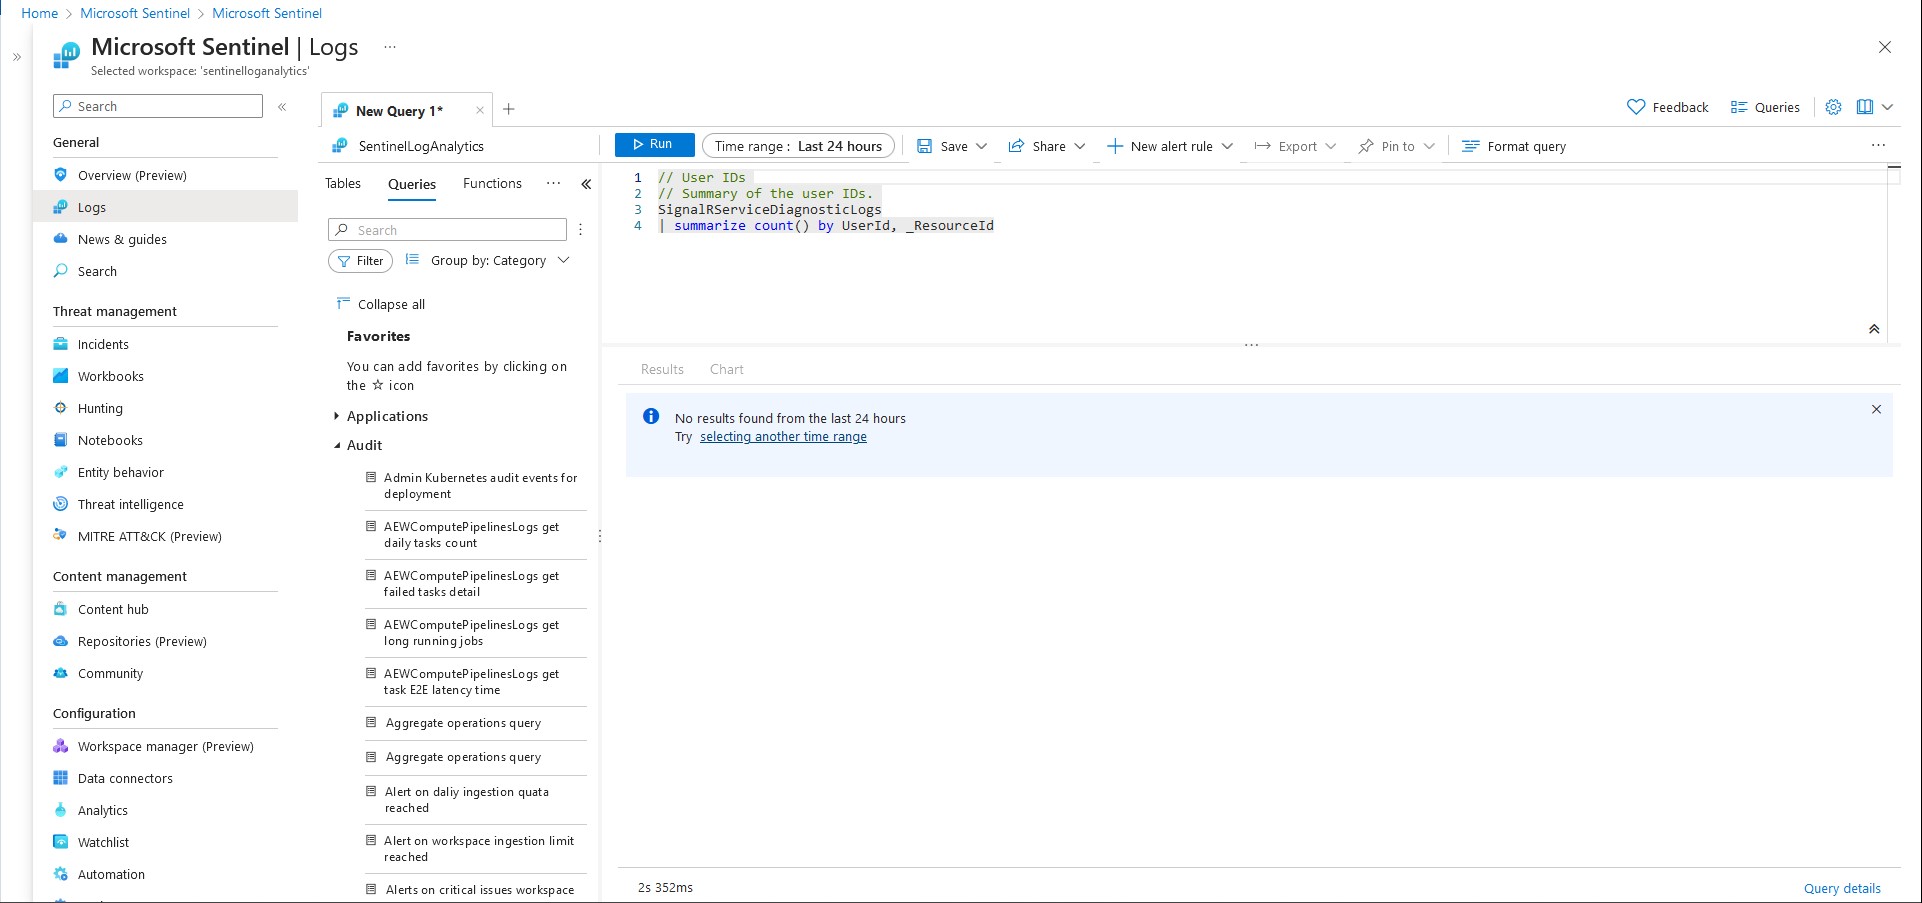 Home > Microsoft Sentinel > Microsoft Sentinel
Microsoft Sentinel | Logs ...
Selected workspace: 'sentinelloganalytics'
Search
General
Overview (Preview)
Logs
News & guides
Search
Threat management
Incidents
Workbooks
Hunting
Notebooks
Entity behavior
Threat intelligence
MITRE ATT&CK (Preview)
Content management
Content hub
Repositories (Preview)
Community
Configuration
Workspace manager (Preview)
Data connectors
Analytics
Watchlist
Automation
New Query 1*
Feedback
Queries
SentinelLogAnalytics
Run
Time range : Last 24 hours
Save
Share
New alert rule
Export
Pin to
Format query
Tables
Queries
Functions
Search
Filter
Group by: Category
Collapse all
Favorites
You can add favorites by clicking on
the ☆ icon
Applications
Audit
Admin Kubernetes audit events for
deployment
AEWComputePipelinesLogs get
daily tasks count
AEWComputePipelinesLogs get
failed tasks detail
AEWComputePipelinesLogs get
long running jobs
AEWComputePipelinesLogs get
task E2E latency time
Aggregate operations query
Aggregate operations query
Alert on daliy ingestion quata
reached
Alert on workspace ingestion limit
reached
Alerts on critical issues workspace
1 // User IDs
2 // Summary of the user IDs.
3 SignalRServiceDiagnosticLogs
4 | summarize count() by UserId, _ResourceId
Results
Chart
No results found from the last 24 hours
Try selecting another time range
2s 352ms
Query details